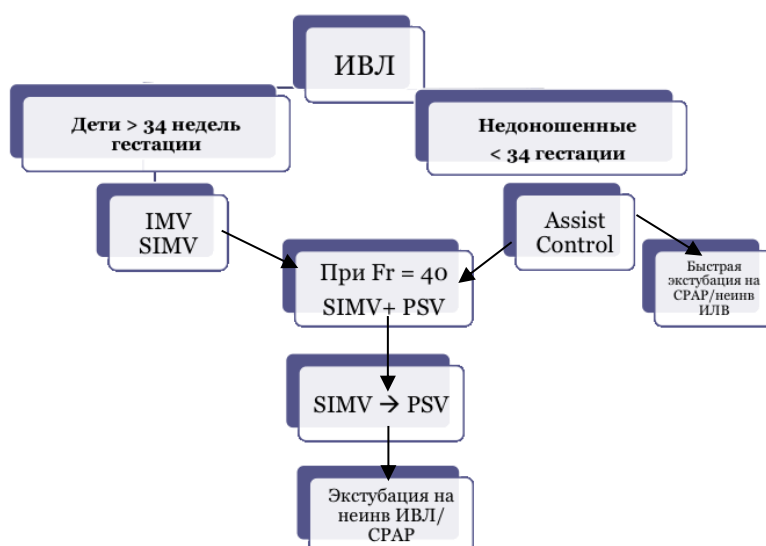 ИВЛ
Дети > 34 недель
гестации
Недоношенные
< 34 гестации
IMV
SIMV
Assist
Control
При Fr = 40
SIMV+ PSV
Быстрая
экстубация на
CPAP/неинв
ИЛВ
SIMV → PSV
Экстубация на
неинв ИВЛ/
CPAP